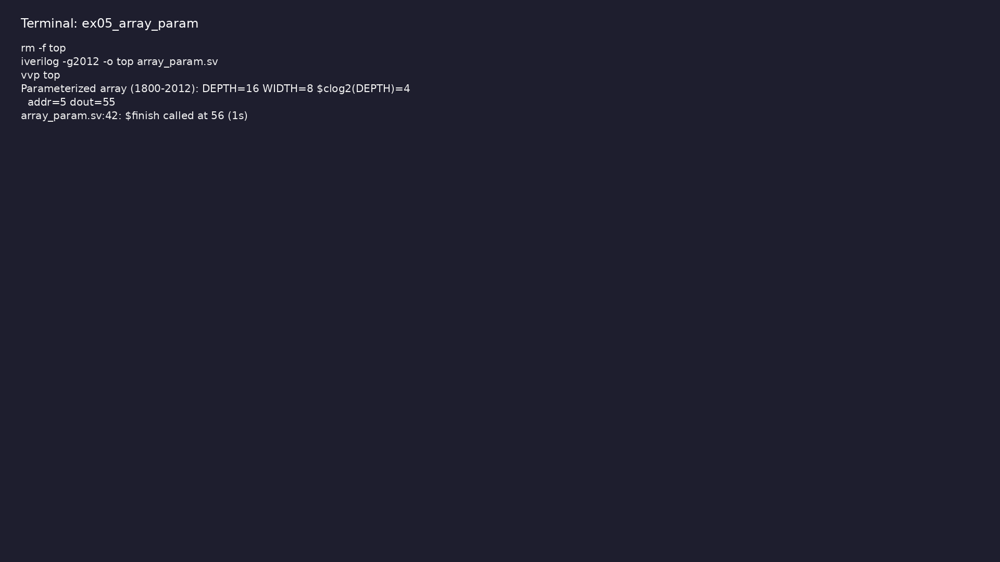 Terminal: ex05_array_param
rm -f top
iverilog -g2012 -o top array_param.sv
vvp top
Parameterized array (1800-2012): DEPTH=16 WIDTH=8 $clog2(DEPTH)=4
  addr=5 dout=55
array_param.sv:42: $finish called at 56 (1s)